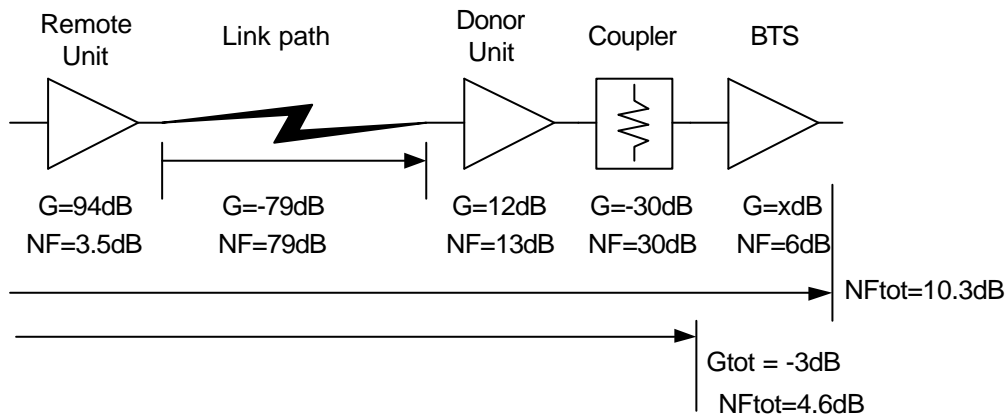 Remote Unit
Link path
Donor Unit
Coupler
BTS
G=94dB
NF=3.5dB
G=-79dB
NF=79dB
G=12dB
NF=13dB
G=-30dB
NF=30dB
G=xdB
NF=6dB
NFtot=10.3dB
Gtot = -3dB
NFtot=4.6dB